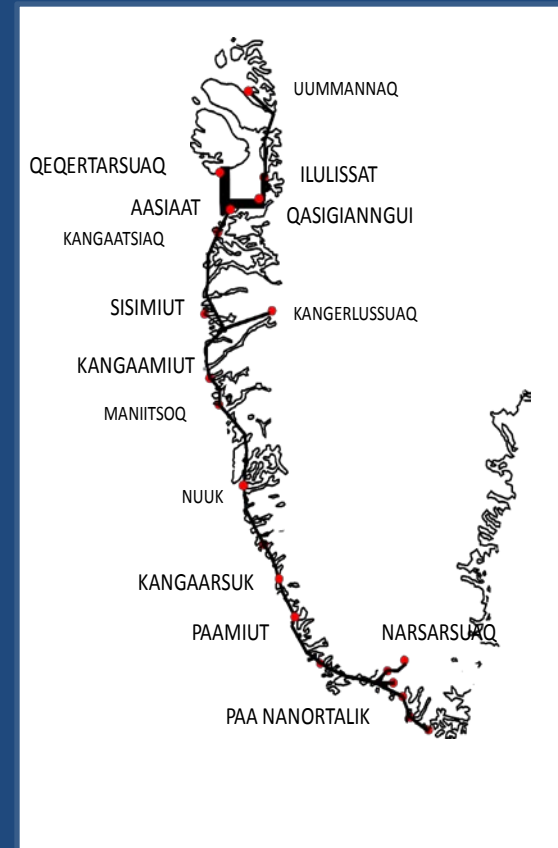 UUMMANNAQ
QEQERTARSUAQ
ILULISSAT
AASIAAT
QASIGIANNGUI
KANGAATSIAQ
SISIMIUT
KANGERLUSSUAQ
KANGAAMIUT
MANIITSOQ
NUUK
KANGAARSUK
PAAMIUT
NARSARSUAQ
PAA NANORTALIK